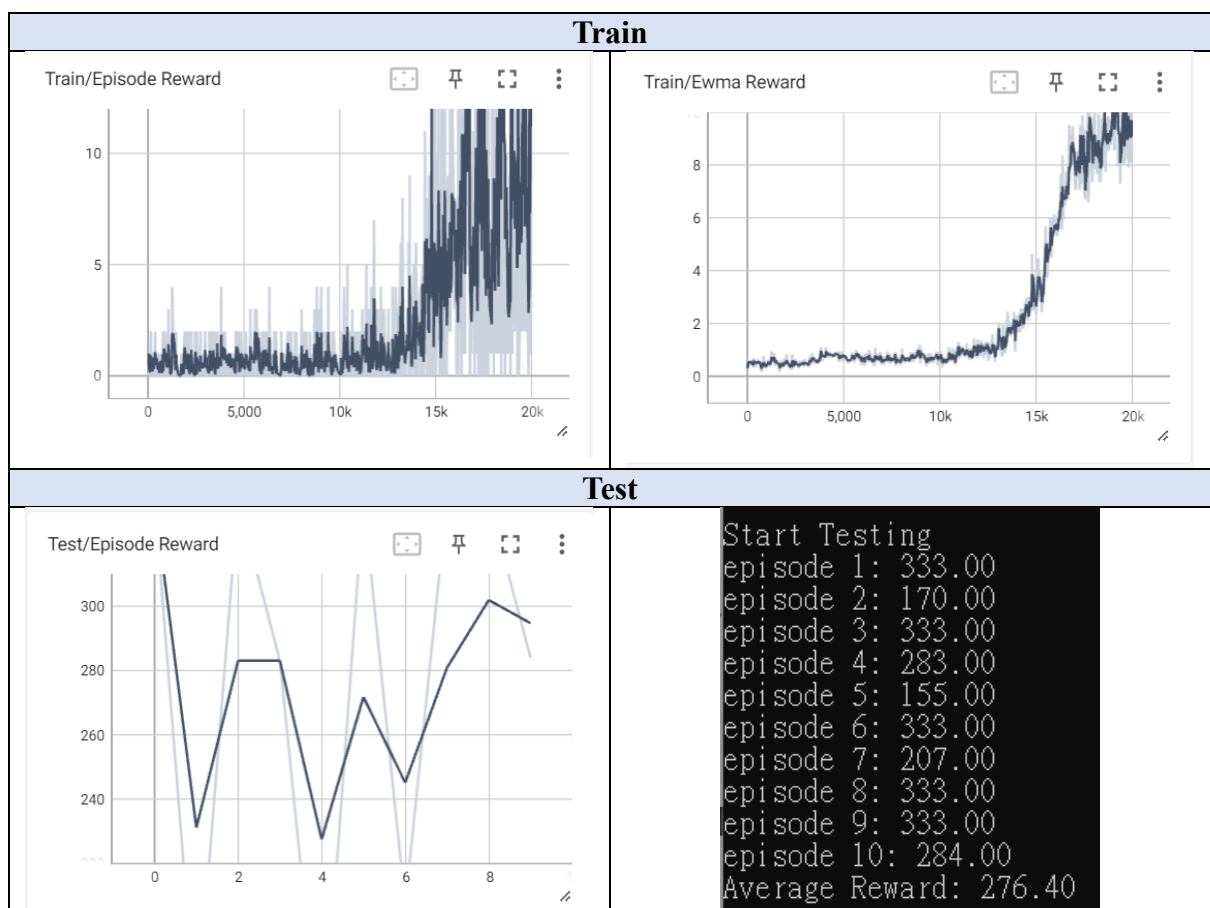 Train
Train/Episode Reward
10
5
0
0 5,000 10k 15k 20k
Train/Ewma Reward
8
6
4
2
0
0 5,000 10k 15k 20k
Test
Test/Episode Reward
300
280
260
240
0 2 4 6 8
Start Testing
episode 1: 333.00
episode 2: 170.00
episode 3: 333.00
episode 4: 283.00
episode 5: 155.00
episode 6: 333.00
episode 7: 207.00
episode 8: 333.00
episode 9: 333.00
episode 10: 284.00
Average Reward: 276.40